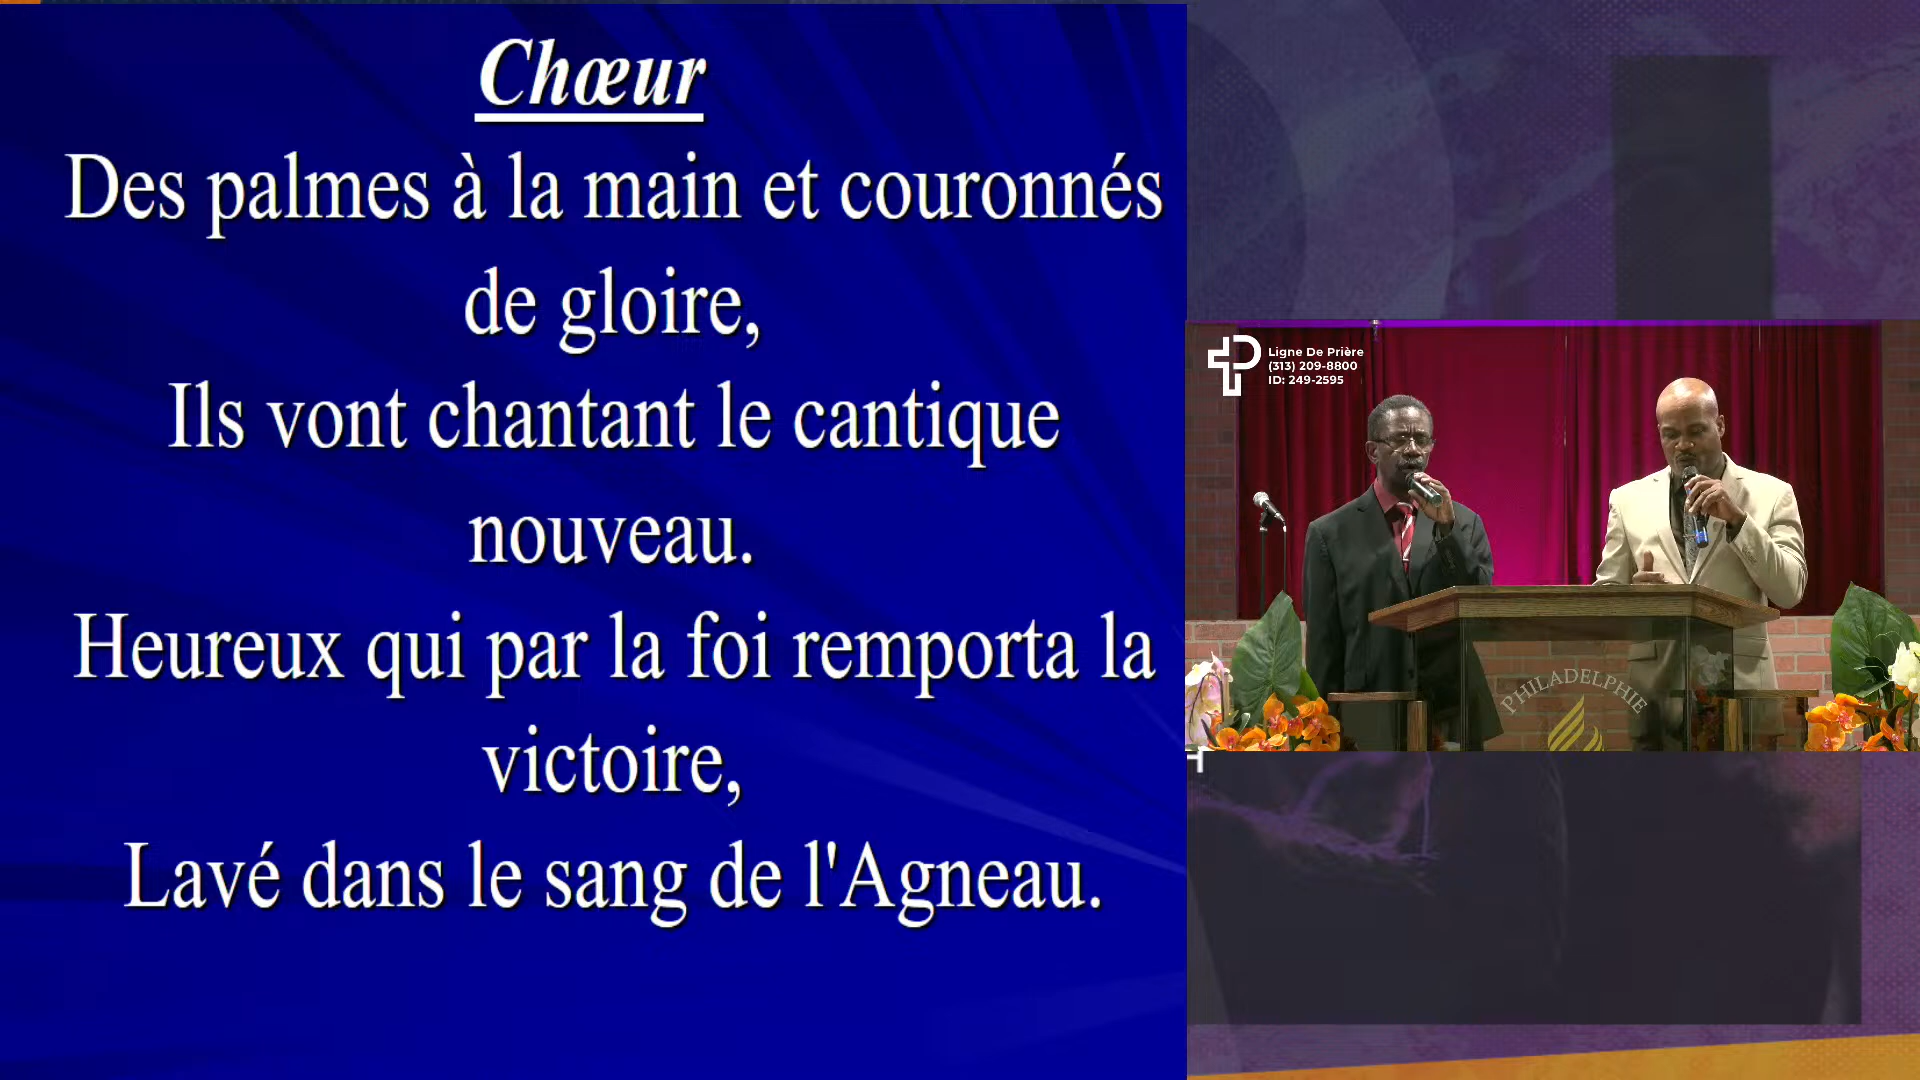 Chœur
Des palmes à la main et couronnés
de gloire,
Ils vont chantant le cantique
nouveau.
Heureux qui par la foi remporta la
victoire,
Lavé dans le sang de l'Agneau.
Ligne De Prière
(313) 209-8800
ID: 249-2595
PHILADELPHIE